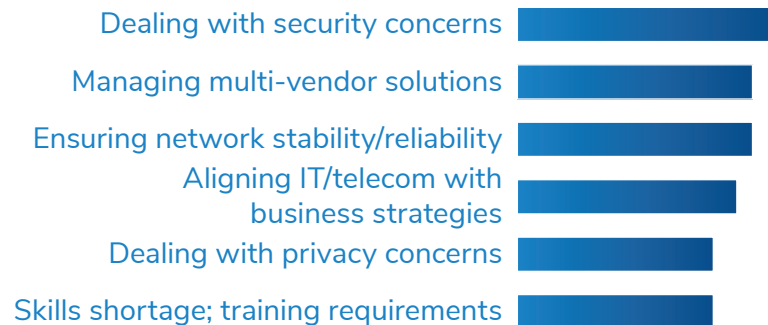 Dealing with security concerns
Managing multi-vendor solutions
Ensuring network stability/reliability
Aligning IT/telecom with
business strategies
Dealing with privacy concerns
Skills shortage; training requirements